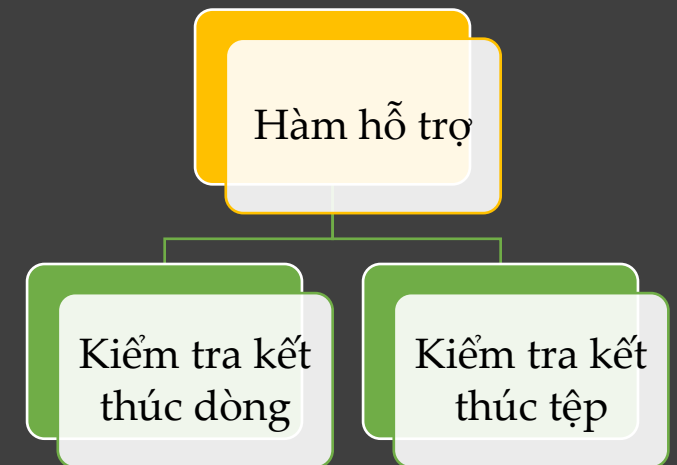 Hàm hỗ trợ
Kiểm tra kết
thúc dòng
Kiểm tra kết
thúc tệp